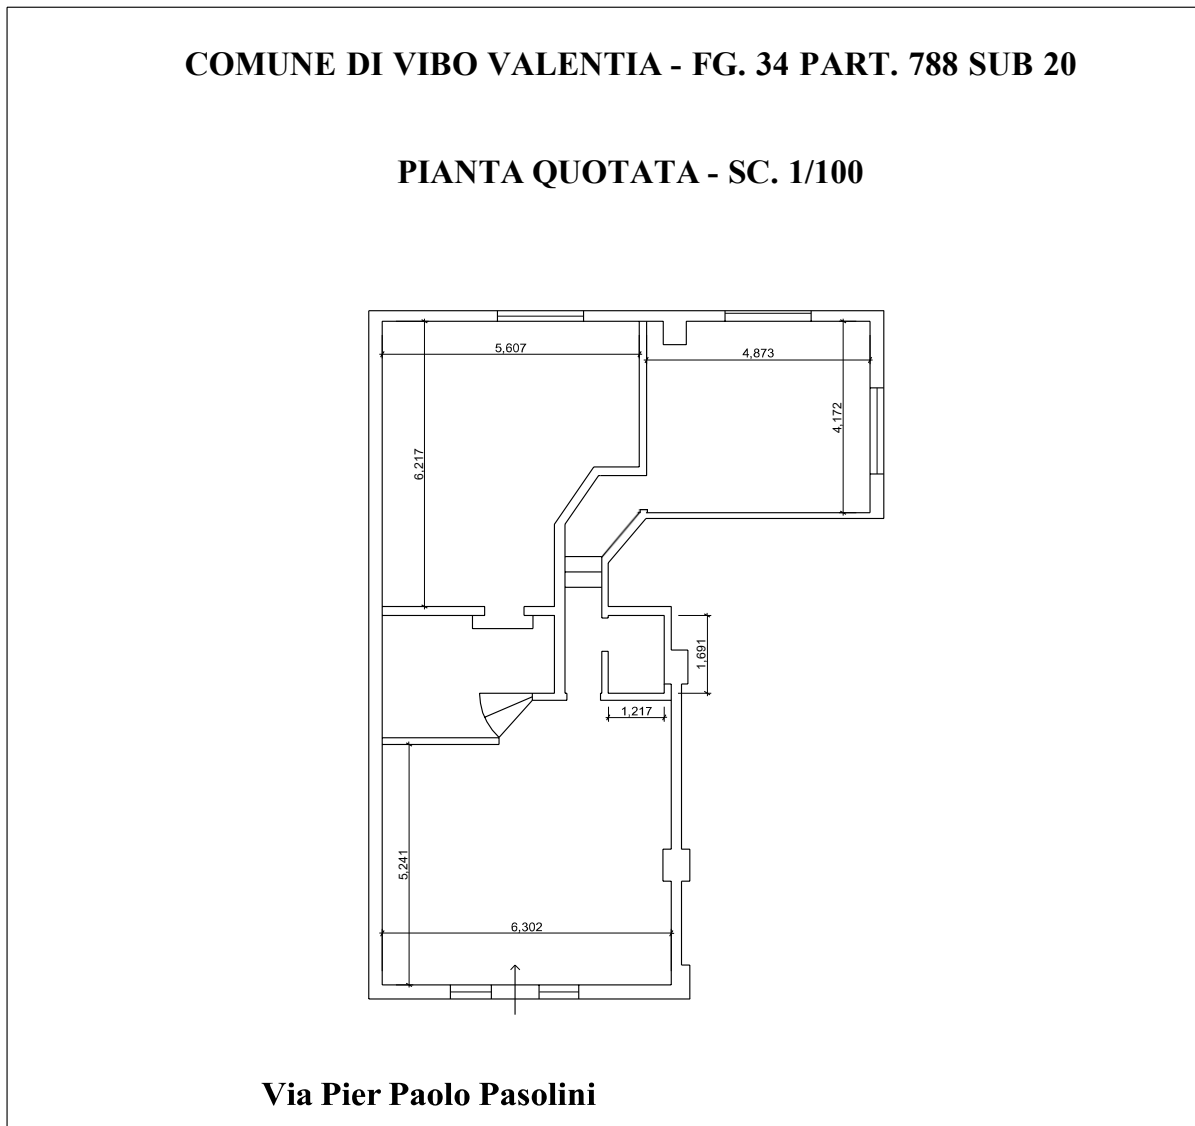 COMUNE DI VIBO VALENTIA - FG. 34 PART. 788 SUB 20
PIANTA QUOTATA - SC. 1/100
5,607
4,873
4,172
6,217
1,691
1,217
5,241
6,302
Via Pier Paolo Pasolini